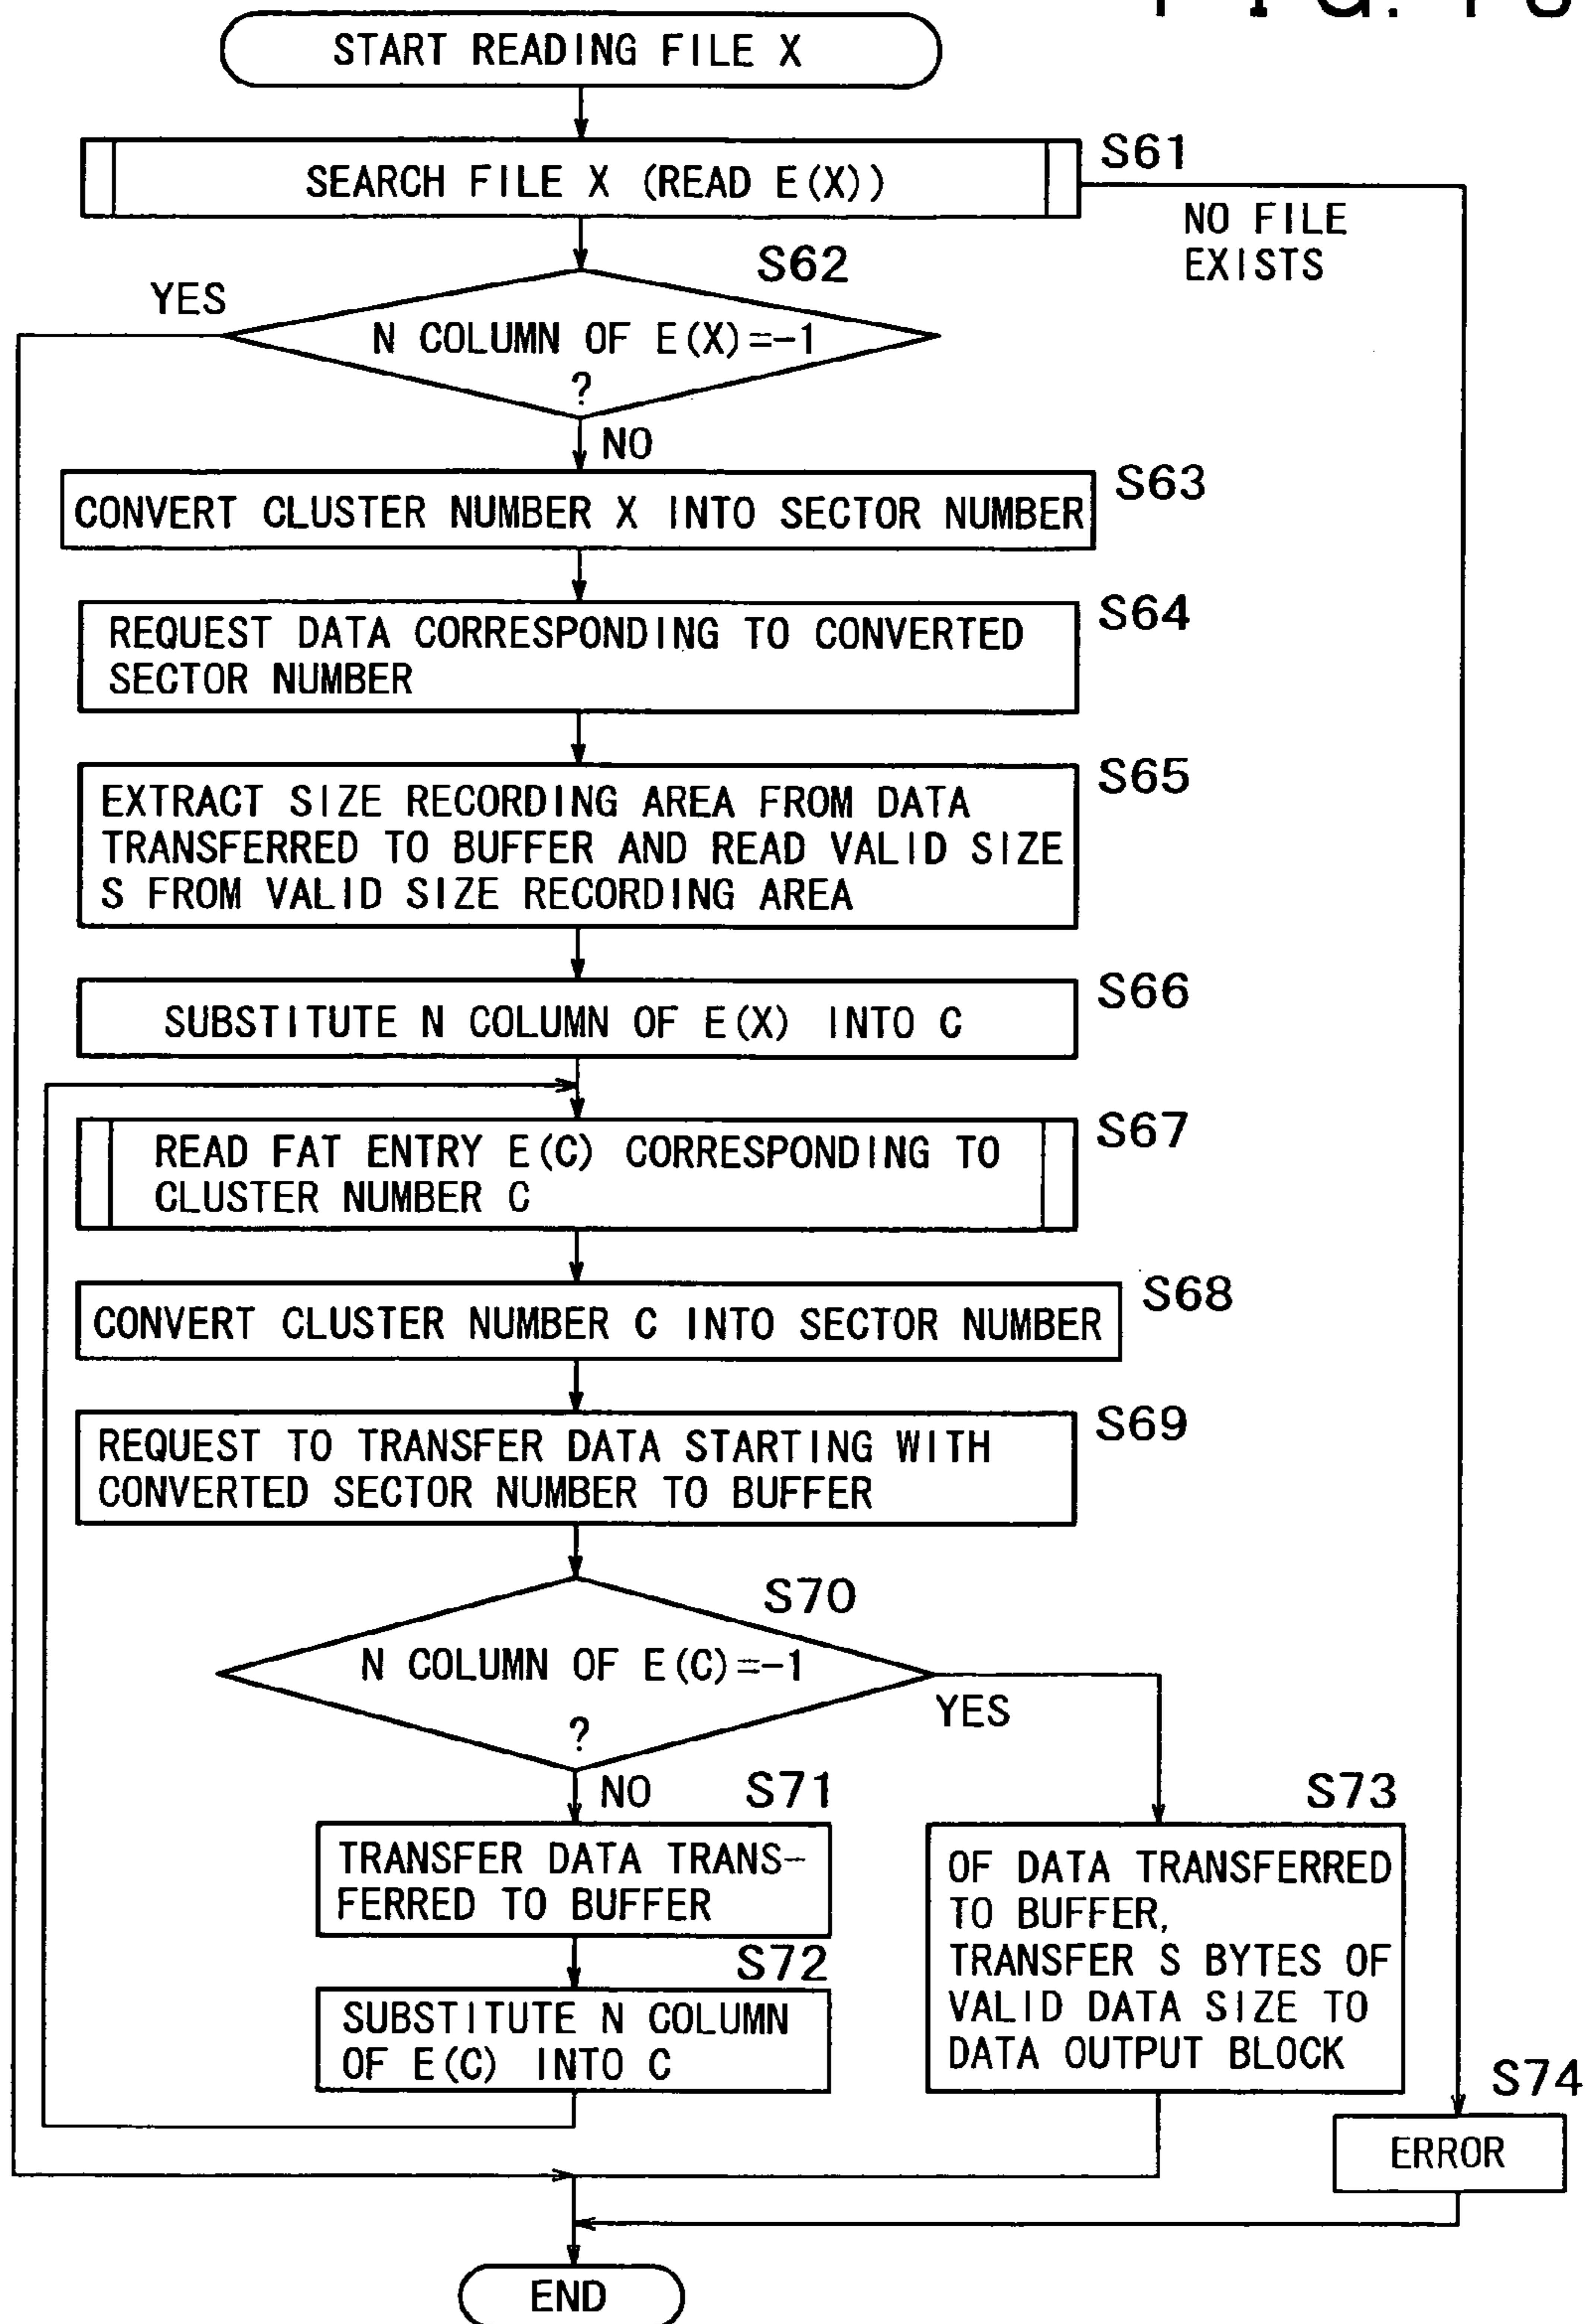 START READING FILE X
SEARCH FILE X (READ E(X))
S61
NO FILE
EXISTS
S62
YES
N COLUMN OF E(X)=-1
?
NO
CONVERT CLUSTER NUMBER X INTO SECTOR NUMBER
S63
REQUEST DATA CORRESPONDING TO CONVERTED
SECTOR NUMBER
S64
EXTRACT SIZE RECORDING AREA FROM DATA
TRANSFERRED TO BUFFER AND READ VALID SIZE
S FROM VALID SIZE RECORDING AREA
S65
SUBSTITUTE N COLUMN OF E(X) INTO C
S66
READ FAT ENTRY E(C) CORRESPONDING TO
CLUSTER NUMBER C
S67
CONVERT CLUSTER NUMBER C INTO SECTOR NUMBER
S68
REQUEST TO TRANSFER DATA STARTING WITH
CONVERTED SECTOR NUMBER TO BUFFER
S69
S70
N COLUMN OF E(C)=-1
?
YES
NO
S71
TRANSFER DATA TRANS-
FERRED TO BUFFER
S72
SUBSTITUTE N COLUMN
OF E(C) INTO C
S73
OF DATA TRANSFERRED
TO BUFFER,
TRANSFER S BYTES OF
VALID DATA SIZE TO
DATA OUTPUT BLOCK
S74
ERROR
END